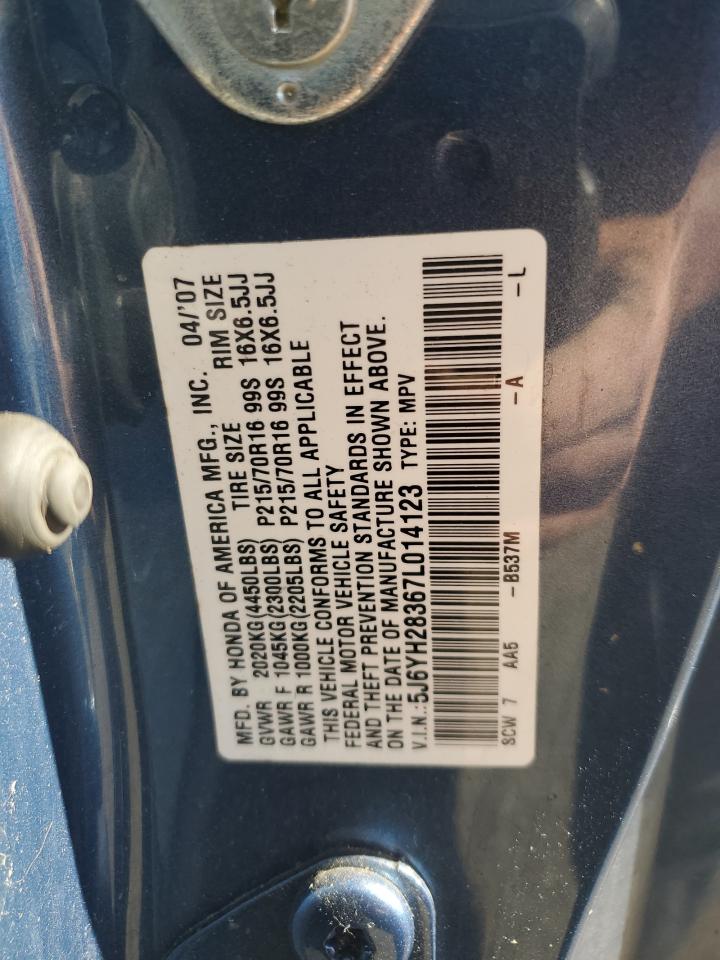 MFD. BY HONDA OF AMERICA MFG., INC. 04/'07
GVWR 2020KG(4450LBS) TIRE SIZE RIM SIZE
GAWR F 1045KG(2300LBS) P215/70R16 99S 16X6.5JJ
GAWR R 1000KG(2205LBS) P215/70R16 99S 16X6.5JJ
THIS VEHICLE CONFORMS TO ALL APPLICABLE
FEDERAL MOTOR VEHICLE SAFETY
AND THEFT PREVENTION STANDARDS IN EFFECT
ON THE DATE OF MANUFACTURE SHOWN ABOVE.
V.I.N.:5J6YH28367L014123 TYPE: MPV
SCW 7 AA5 -B537M -A -L